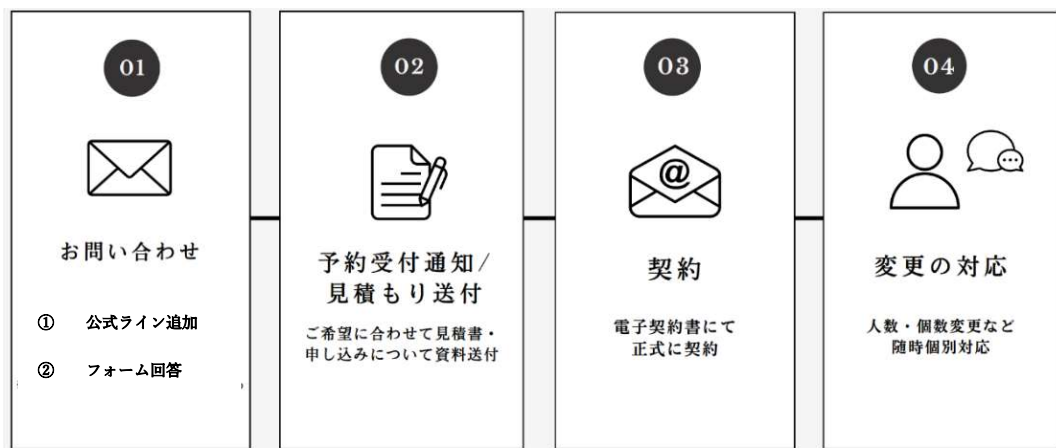 01
お問い合わせ
① 公式ライン追加
② フォーム回答
02
予約受付通知/
見積もり送付
ご希望に合わせて見積書・
申し込みについて資料送付
03
@
契約
電子契約書にて
正式に契約
04
変更の対応
人数・個数変更など
随時個別対応